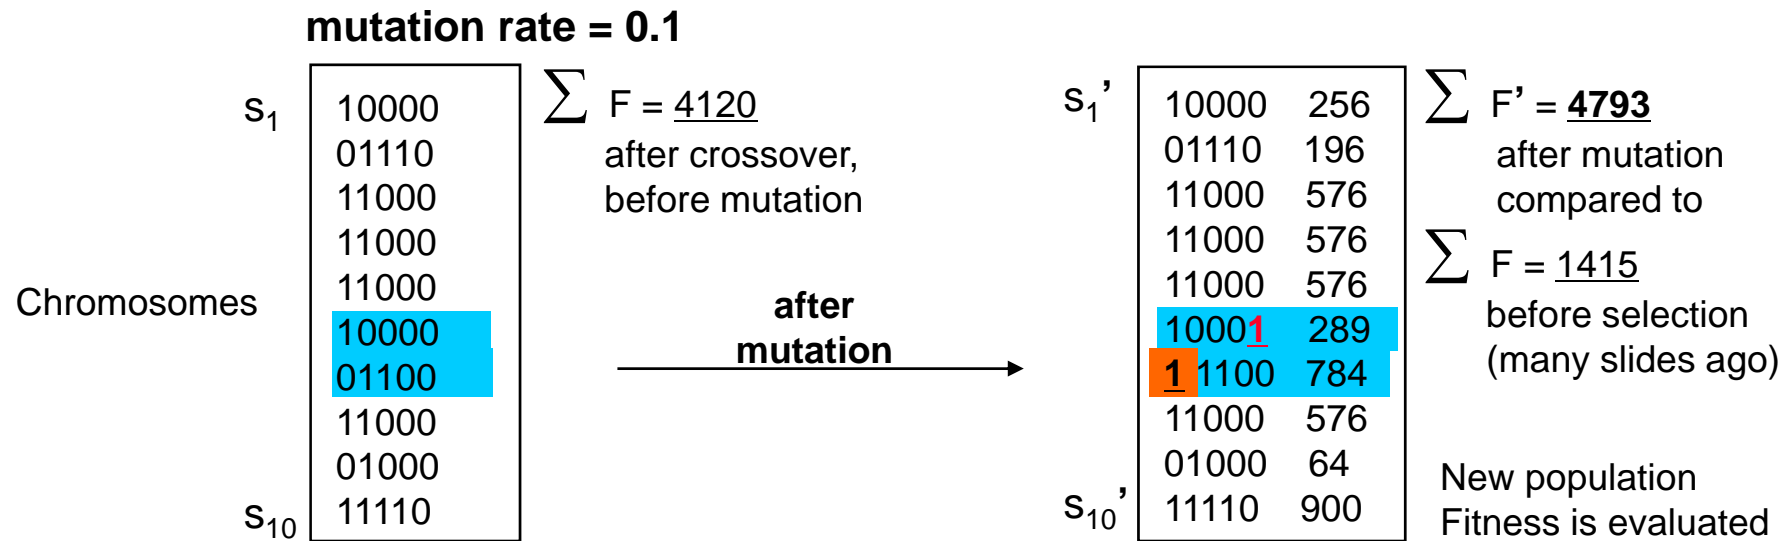 mutation rate = 0.1
s1
10000
01110
11000
11000
11000
10000
01100
11000
01000
11110
s10
Chromosomes
∑ F = 4120
after crossover,
before mutation
after
mutation
s1’
10000 256
01110 196
11000 576
11000 576
11000 576
10001 289
11100 784
11000 576
01000 64
11110 900
s10’
∑ F’ = 4793
after mutation
compared to
∑ F = 1415
before selection
(many slides ago)
New population
Fitness is evaluated